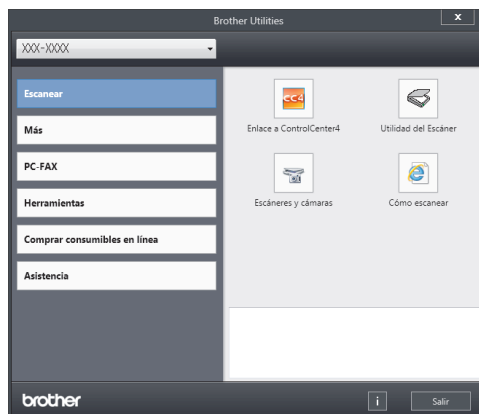 Brother Utilities
X
XXX-XXXX
Escanear
Más
PC-FAX
Herramientas
Comprar consumibles en línea
Asistencia
CC4
Enlace a ControlCenter4
Utilidad del Escáner
Escáneres y cámaras
Cómo escanear
brother
i
Salir